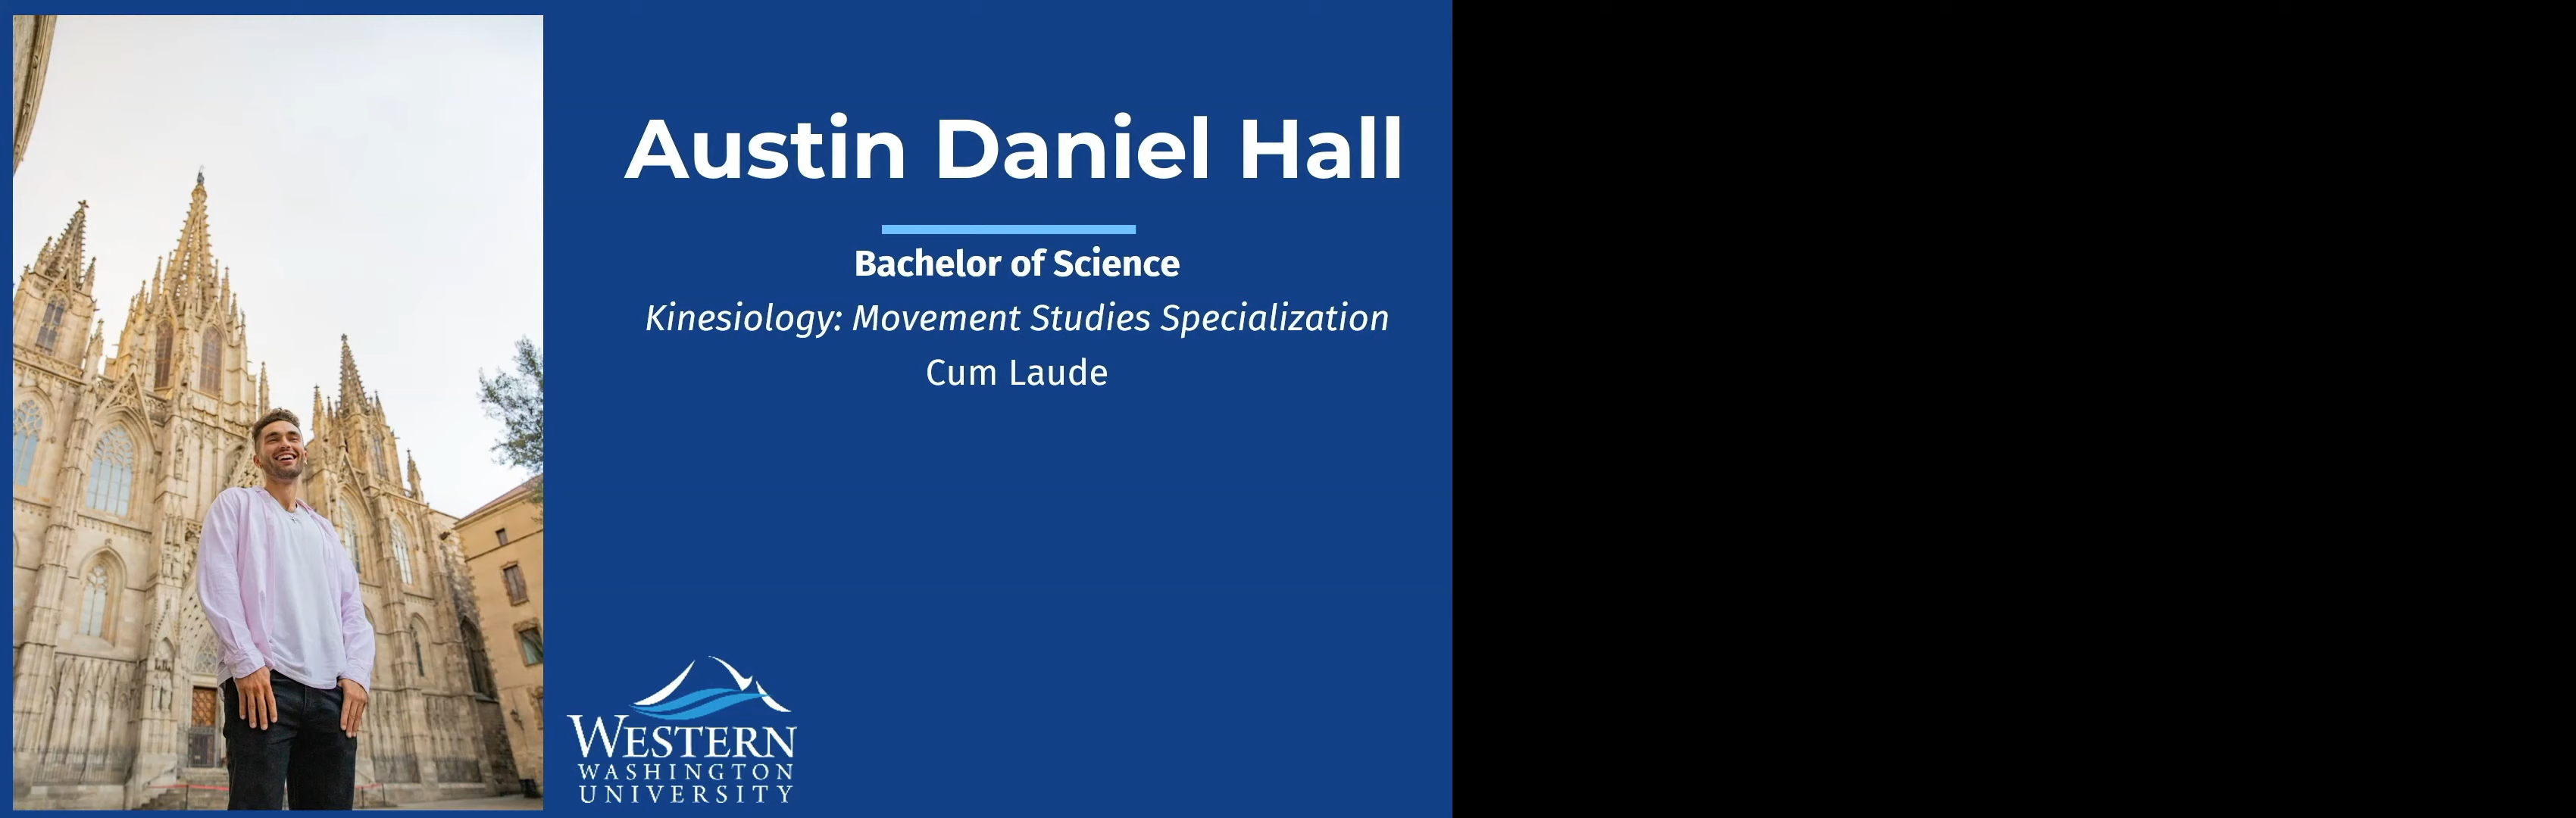 Austin Daniel Hall
Bachelor of Science
Kinesiology: Movement Studies Specialization
Cum Laude
WESTERN
WASHINGTON
UNIVERSITY